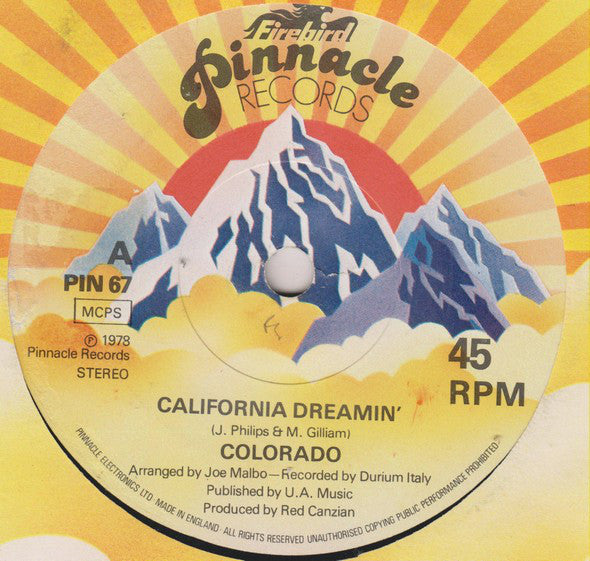 Firebird
Pinnacle
RECORDS
A
PIN 67
MCPS
℗ 1978
Pinnacle Records
STEREO
45
RPM
CALIFORNIA DREAMIN'
(J. Philips & M. Gilliam)
COLORADO
Arranged by Joe Malbo—Recorded by Durium Italy
Published by U.A. Music
Produced by Red Canzian
PINNACLE ELECTRONICS LTD· MADE IN ENGLAND· ALL RIGHTS RESERVED UNAUTHORISED COPYING PUBLIC PERFORMANCE PROHIBITED